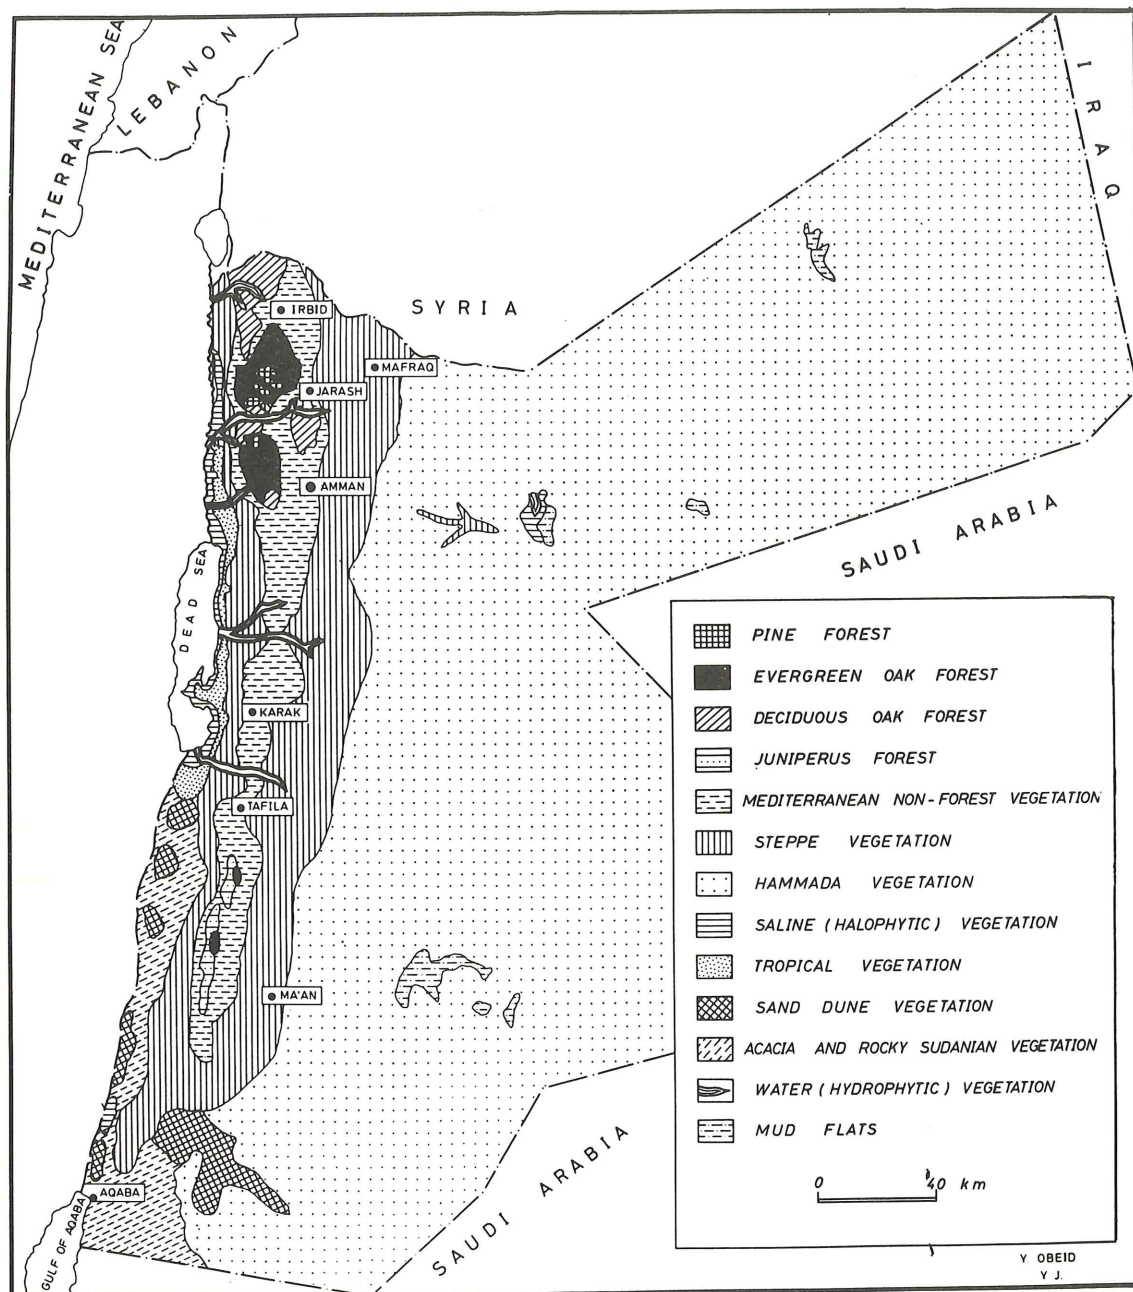 MEDITERRANEAN SEA
LEBANON
IRAQ
SYRIA
IRBID
MAFRAQ
JARASH
AMMAN
SAUDI ARABIA
DEAD SEA
KARAK
TAFILA
MA'AN
AQABA
GULF OF AQABA
SAUDI ARABIA
PINE FOREST
EVERGREEN OAK FOREST
DECIDUOUS OAK FOREST
JUNIPERUS FOREST
MEDITERRANEAN NON-FOREST VEGETATION
STEPPE VEGETATION
HAMMADA VEGETATION
SALINE (HALOPHYTIC) VEGETATION
TROPICAL VEGETATION
SAND DUNE VEGETATION
ACACIA AND ROCKY SUDANIAN VEGETATION
WATER (HYDROPHYTIC) VEGETATION
MUD FLATS
0 40 km
Y. OBEID
Y J.